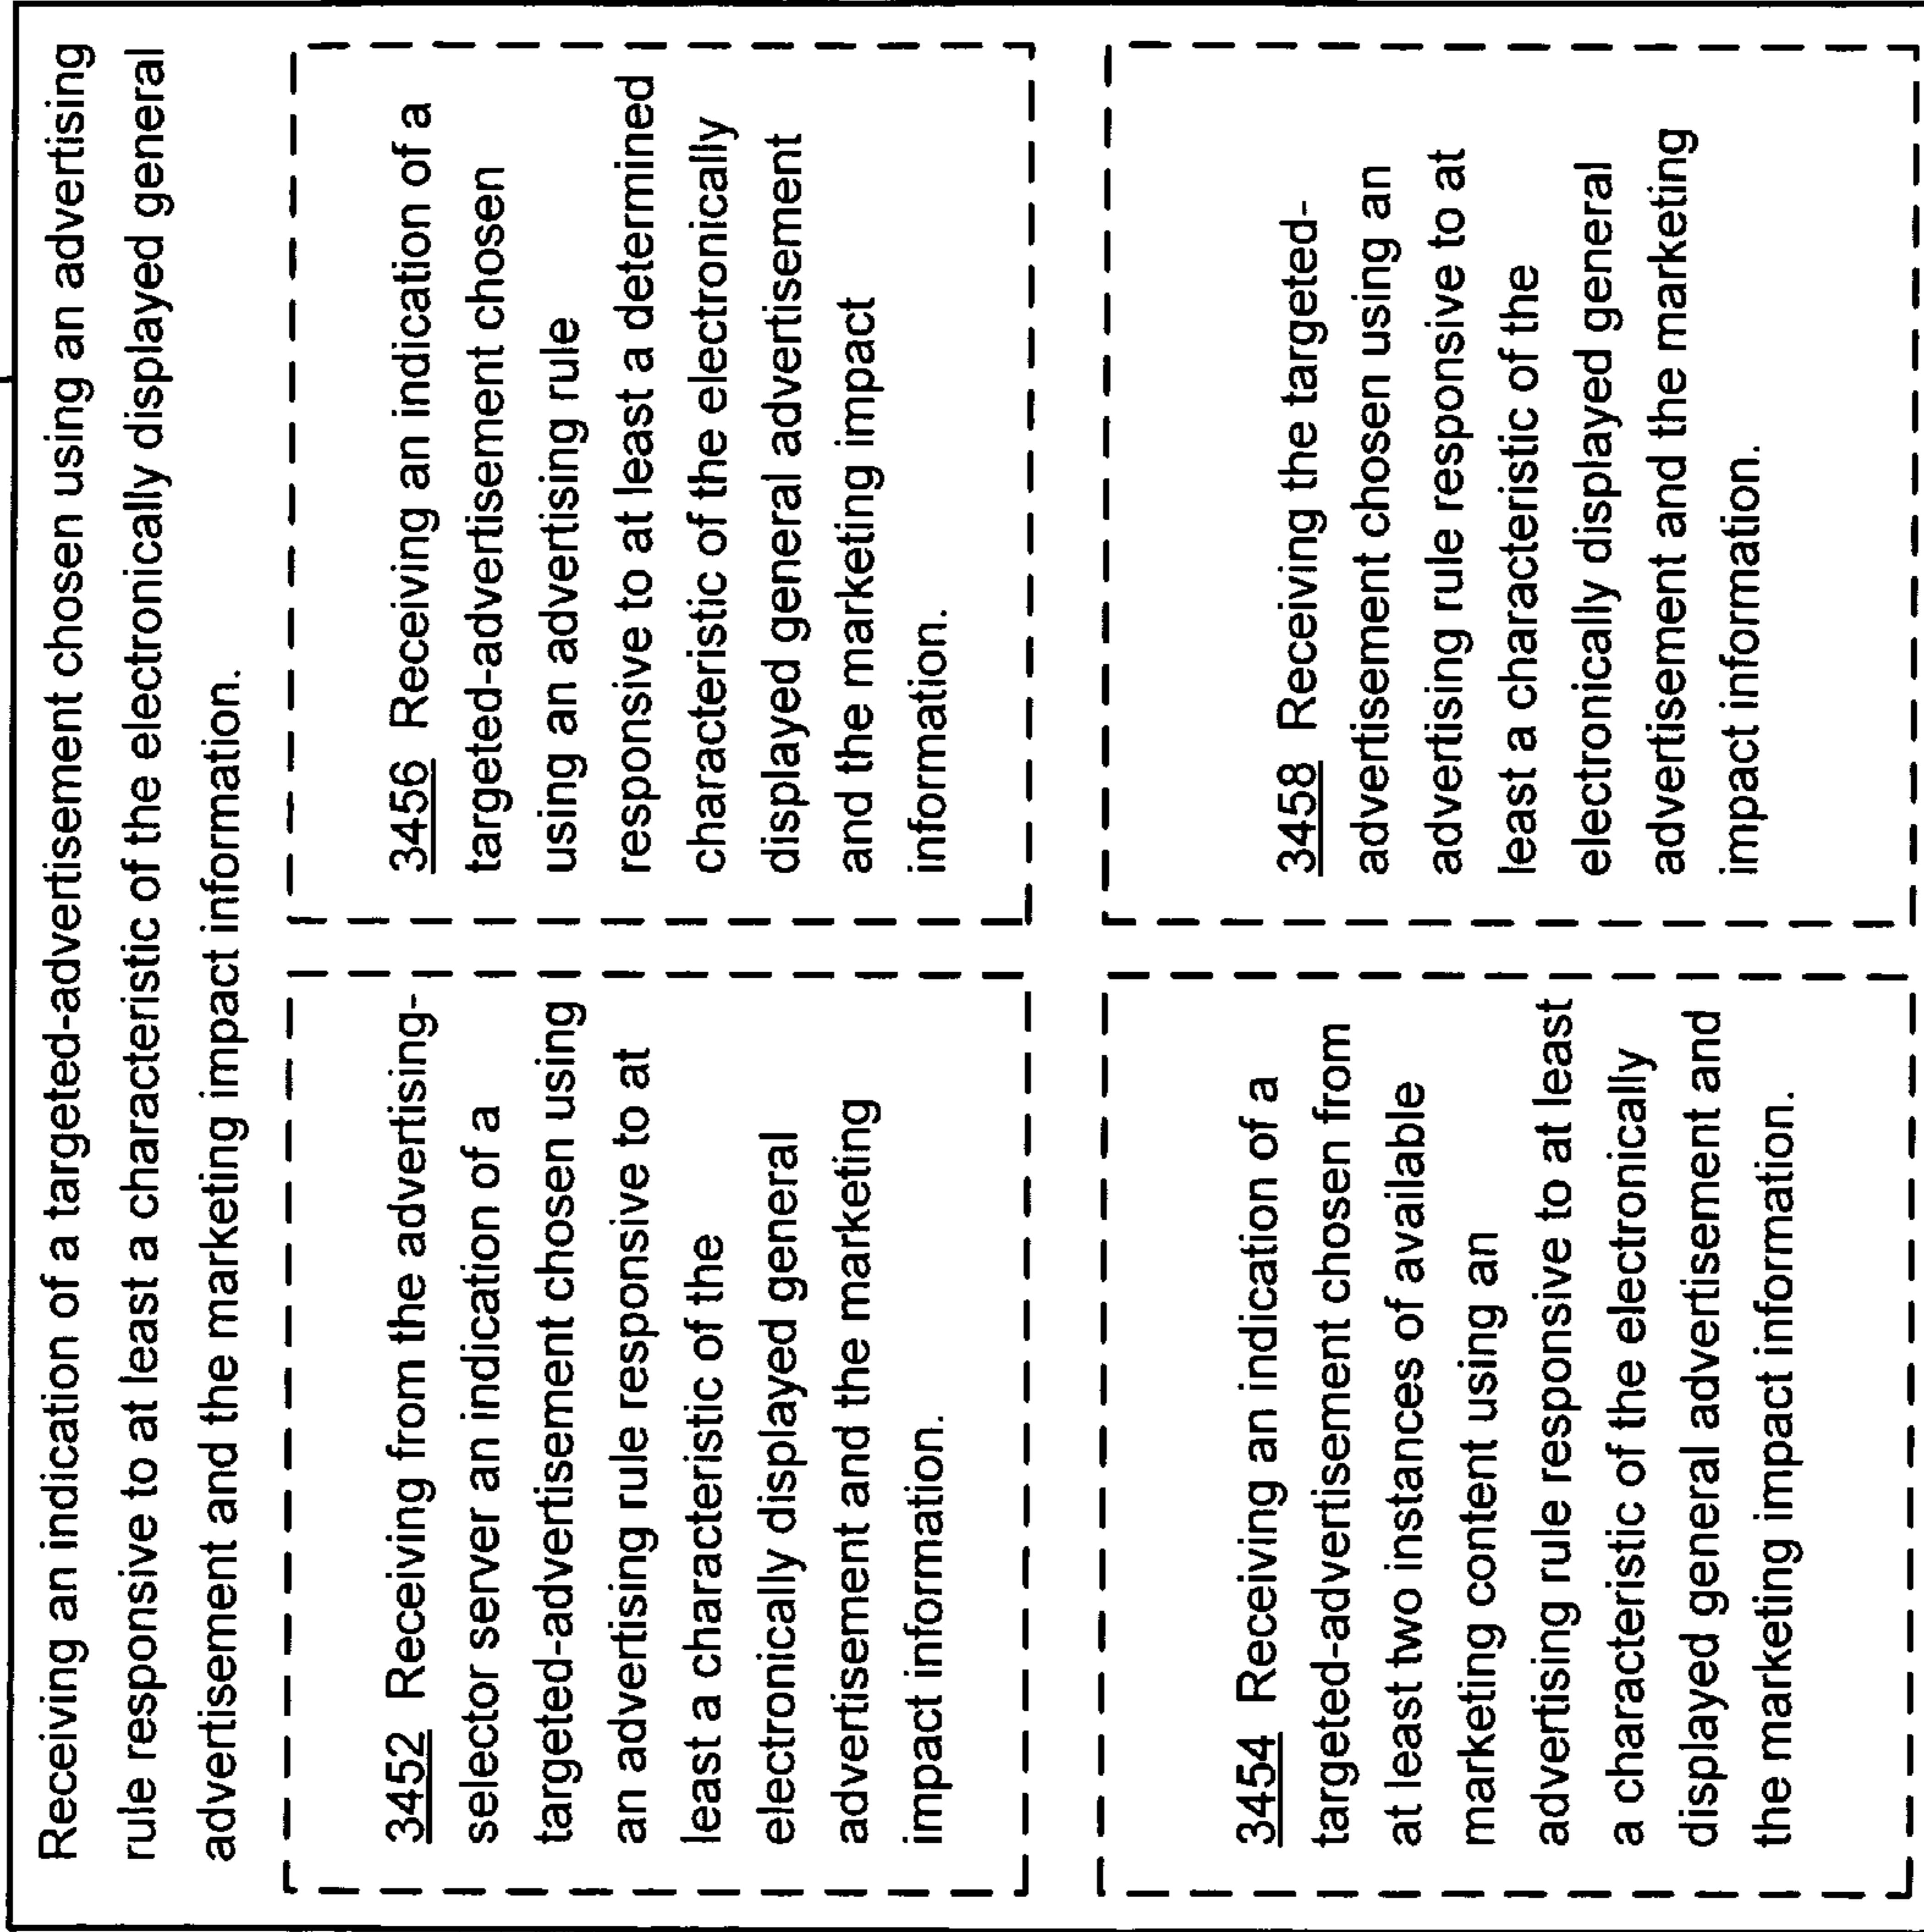 Receiving an indication of a targeted-advertisement chosen using an advertising
rule responsive to at least a characteristic of the electronically displayed general
advertisement and the marketing impact information.
3452 Receiving from the advertising-
selector server an indication of a
targeted-advertisement chosen using
an advertising rule responsive to at
least a characteristic of the
electronically displayed general
advertisement and the marketing
impact information.
3456 Receiving an indication of a
targeted-advertisement chosen
using an advertising rule
responsive to at least a determined
characteristic of the electronically
displayed general advertisement
and the marketing impact
information.
3454 Receiving an indication of a
targeted-advertisement chosen from
at least two instances of available
marketing content using an
advertising rule responsive to at least
a characteristic of the electronically
displayed general advertisement and
the marketing impact information.
3458 Receiving the targeted-
advertisement chosen using an
advertising rule responsive to at
least a characteristic of the
electronically displayed general
advertisement and the marketing
impact information.